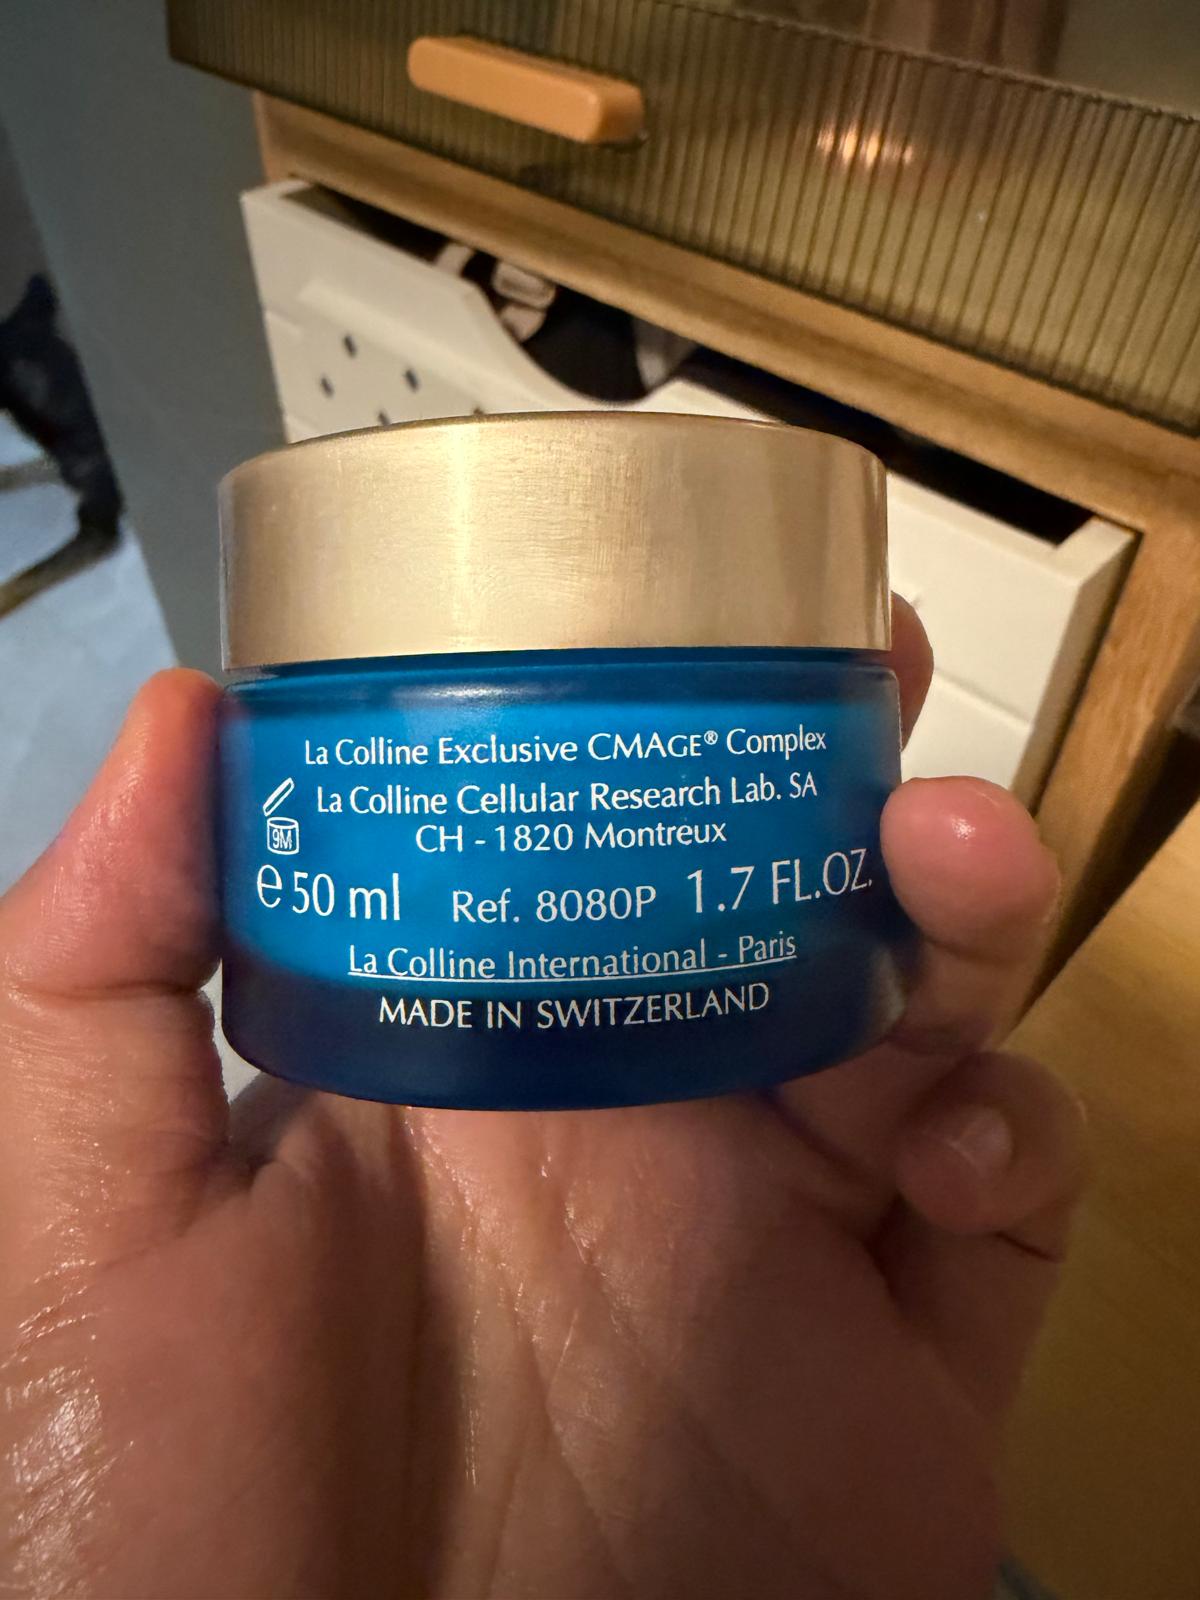 La Colline Exclusive CMAGE® Complex
La Colline Cellular Research Lab. SA
9M
CH - 1820 Montreux
e 50 ml Ref. 8080P 1.7 FL.OZ.
La Colline International - Paris
MADE IN SWITZERLAND